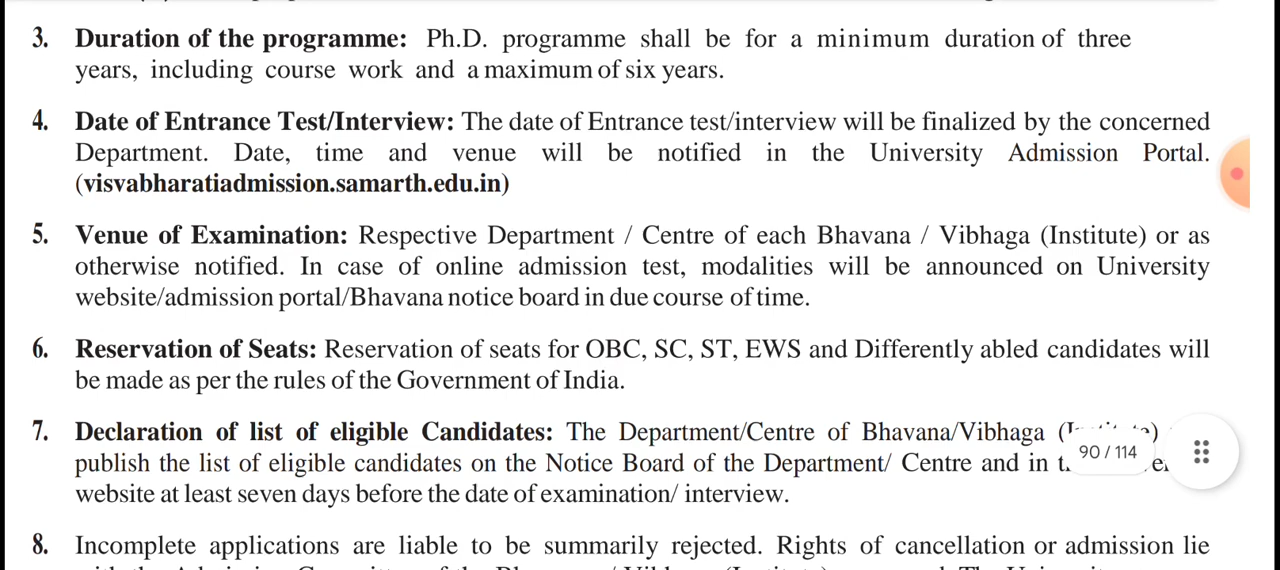 3. Duration of the programme: Ph.D. programme shall be for a minimum duration of three
years, including course work and a maximum of six years.
4. Date of Entrance Test/Interview: The date of Entrance test/interview will be finalized by the concerned
Department. Date, time and venue will be notified in the University Admission Portal.
(visvabharatiadmission.samarth.edu.in)
5. Venue of Examination: Respective Department / Centre of each Bhavana / Vibhaga (Institute) or as
otherwise notified. In case of online admission test, modalities will be announced on University
website/admission portal/Bhavana notice board in due course of time.
6. Reservation of Seats: Reservation of seats for OBC, SC, ST, EWS and Differently abled candidates will
be made as per the rules of the Government of India.
7. Declaration of list of eligible Candidates: The Department/Centre of Bhavana/Vibhaga
90 / 114
publish the list of eligible candidates on the Notice Board of the Department/ Centre and in
website at least seven days before the date of examination/ interview.
8. Incomplete applications are liable to be summarily rejected. Rights of cancellation or admission lie